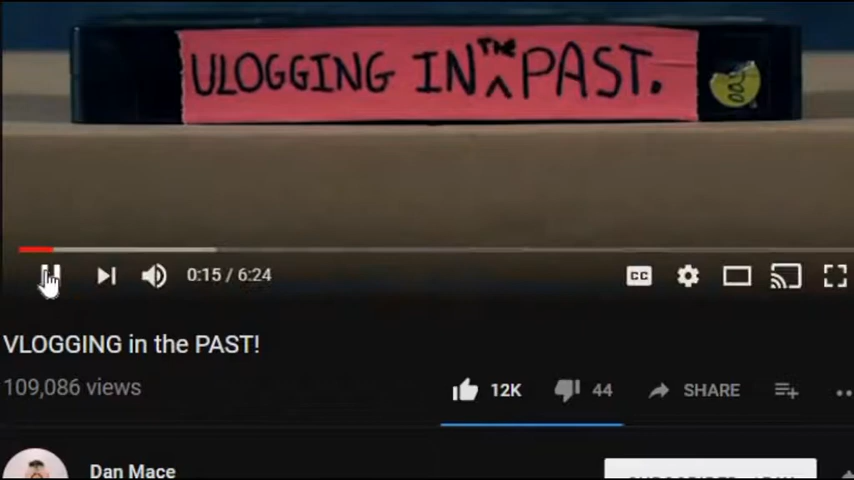 VLOGGING IN the PAST.
CC
0:15 / 6:24
VLOGGING in the PAST!
109,086 views
12K
44
SHARE
Dan Mace